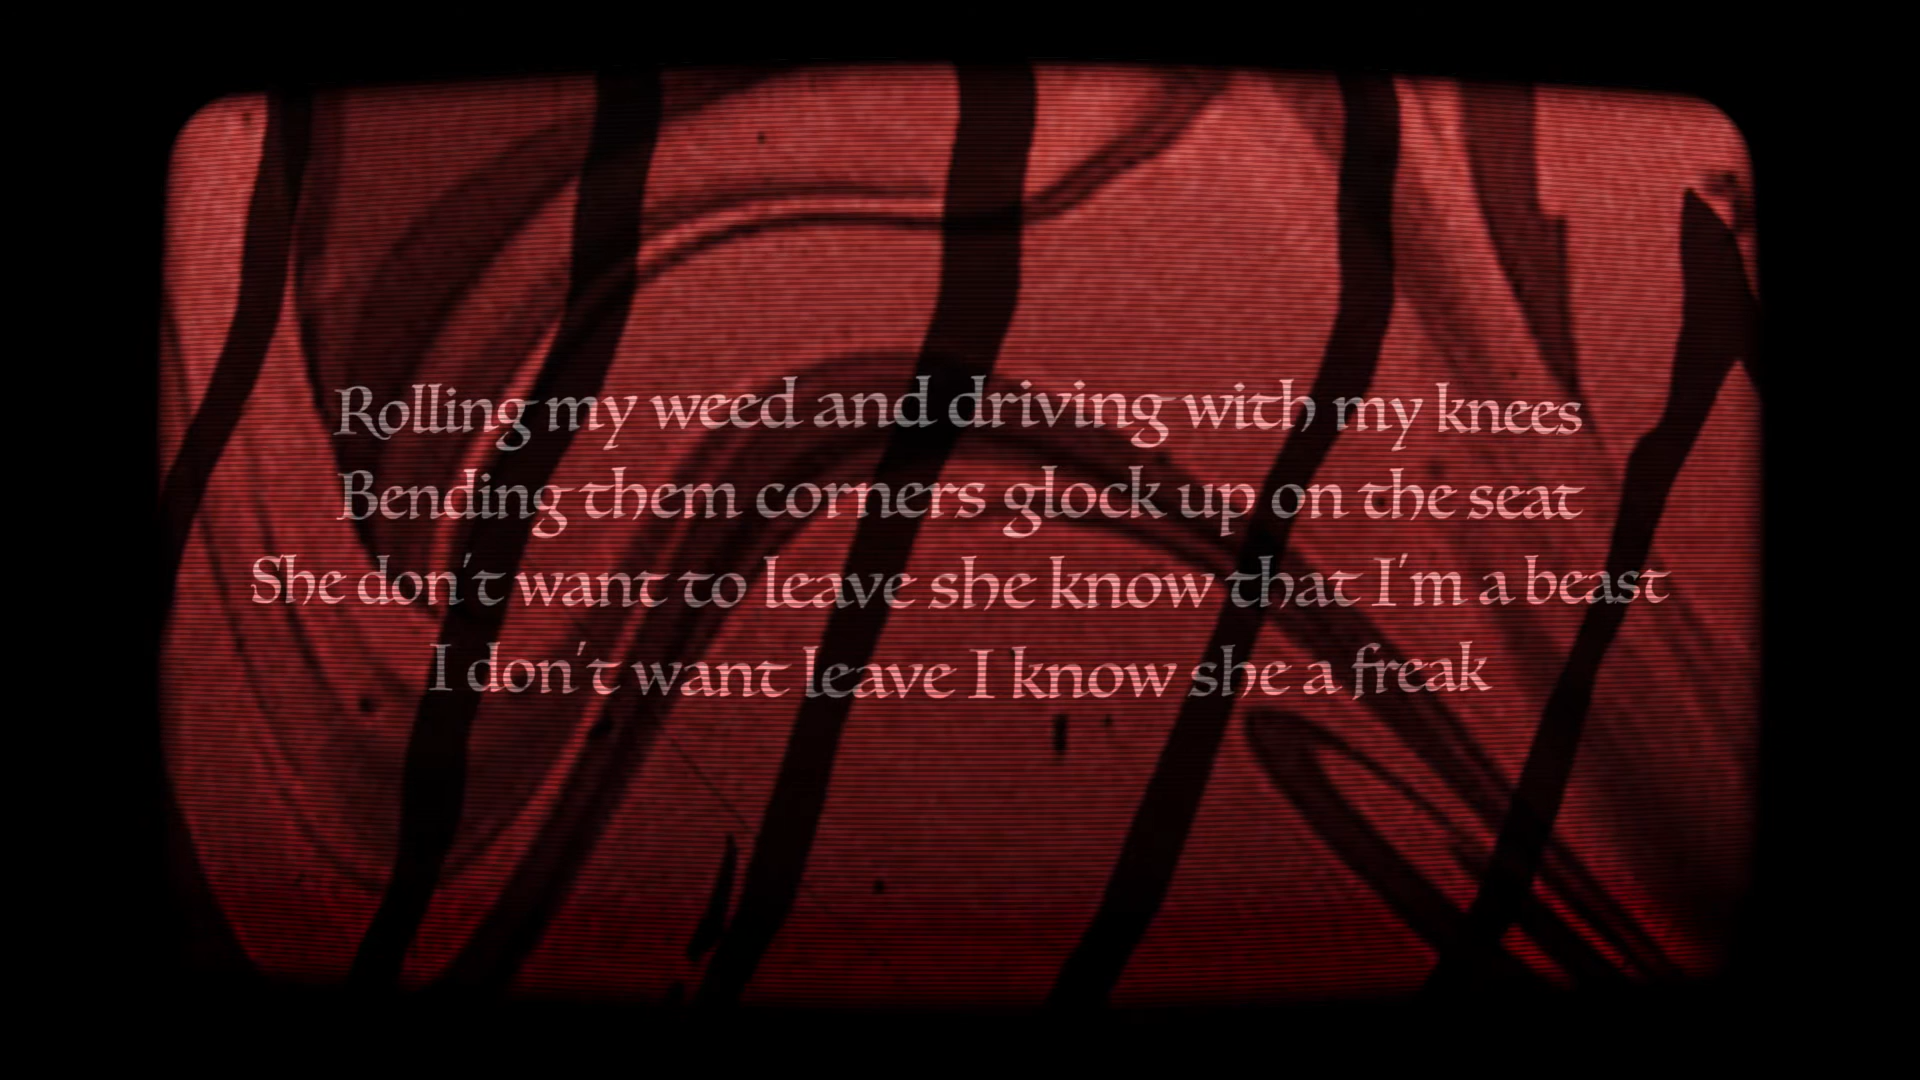 Rolling my weed and driving with my knees
Bending them corners glock up on the seat
She don't want to leave she know that I'm a beast
I don't want leave I know she a freak